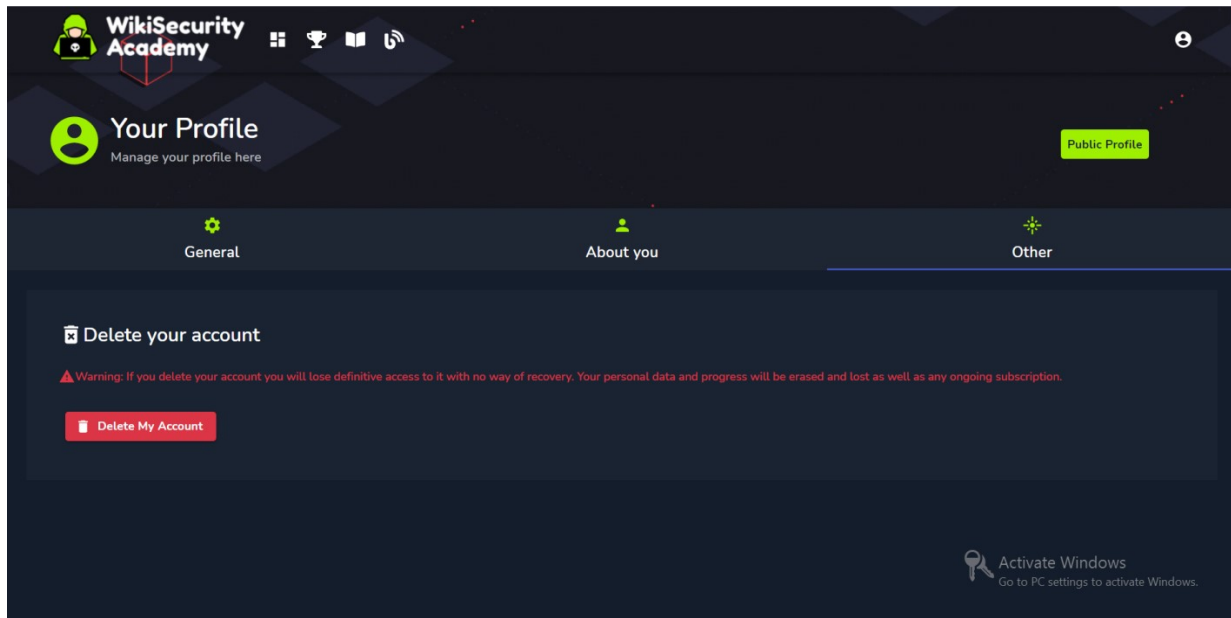 WikiSecurity
Academy
Your Profile
Manage your profile here
Public Profile
General
About you
Other
Delete your account
Warning: If you delete your account you will lose definitive access to it with no way of recovery. Your personal data and progress will be erased and lost as well as any ongoing subscription.
Delete My Account
Activate Windows
Go to PC settings to activate Windows.